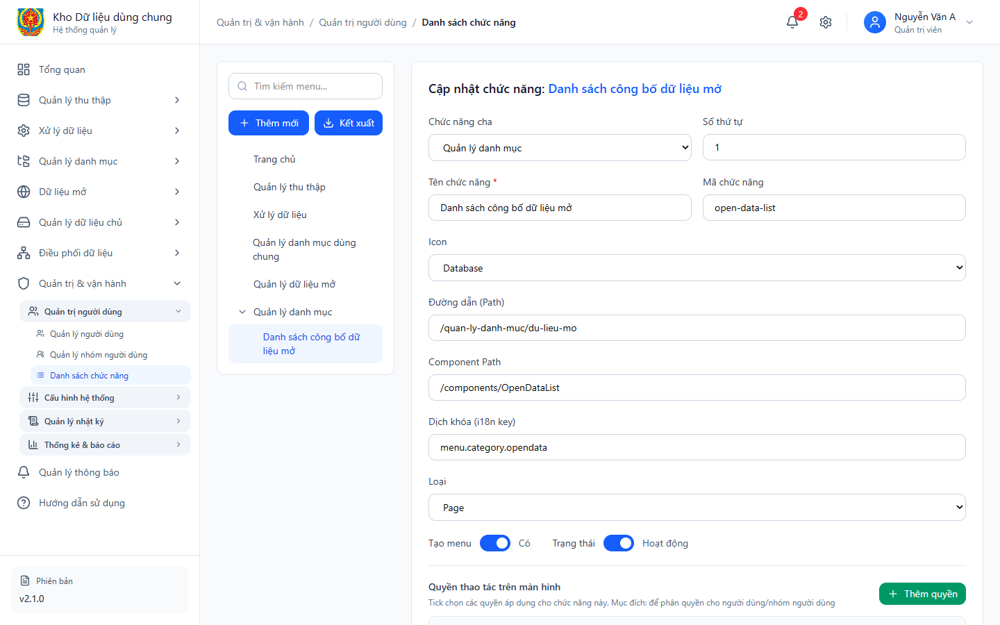 Kho Dữ liệu dùng chung
Hệ thống quản lý
Quản trị & vận hành / Quản trị người dùng / Danh sách chức năng
2
Nguyễn Văn A
Quản trị viên
Tổng quan
Quản lý thu thập
Xử lý dữ liệu
Quản lý danh mục
Dữ liệu mở
Quản lý dữ liệu chủ
Điều phối dữ liệu
Quản trị & vận hành
Quản trị người dùng
Quản lý người dùng
Quản lý nhóm người dùng
Danh sách chức năng
Cấu hình hệ thống
Quản lý nhật ký
Thống kê & báo cáo
Quản lý thông báo
Hướng dẫn sử dụng
Phiên bản
v2.1.0
Tìm kiếm menu...
Thêm mới
Kết xuất
Trang chủ
Quản lý thu thập
Xử lý dữ liệu
Quản lý danh mục dùng
chung
Quản lý dữ liệu mở
Quản lý danh mục
Danh sách công bố dữ
liệu mở
Cập nhật chức năng: Danh sách công bố dữ liệu mở
Chức năng cha
Quản lý danh mục
Số thứ tự
1
Tên chức năng *
Danh sách công bố dữ liệu mở
Mã chức năng
open-data-list
Icon
Database
Đường dẫn (Path)
/quan-ly-danh-muc/du-lieu-mo
Component Path
/components/OpenDataList
Dịch khóa (i18n key)
menu.category.opendata
Loại
Page
Tạo menu
Có
Trạng thái
Hoạt động
Quyền thao tác trên màn hình
Tick chọn các quyền áp dụng cho chức năng này. Mục đích: để phân quyền cho người dùng/nhóm người dùng
Thêm quyền